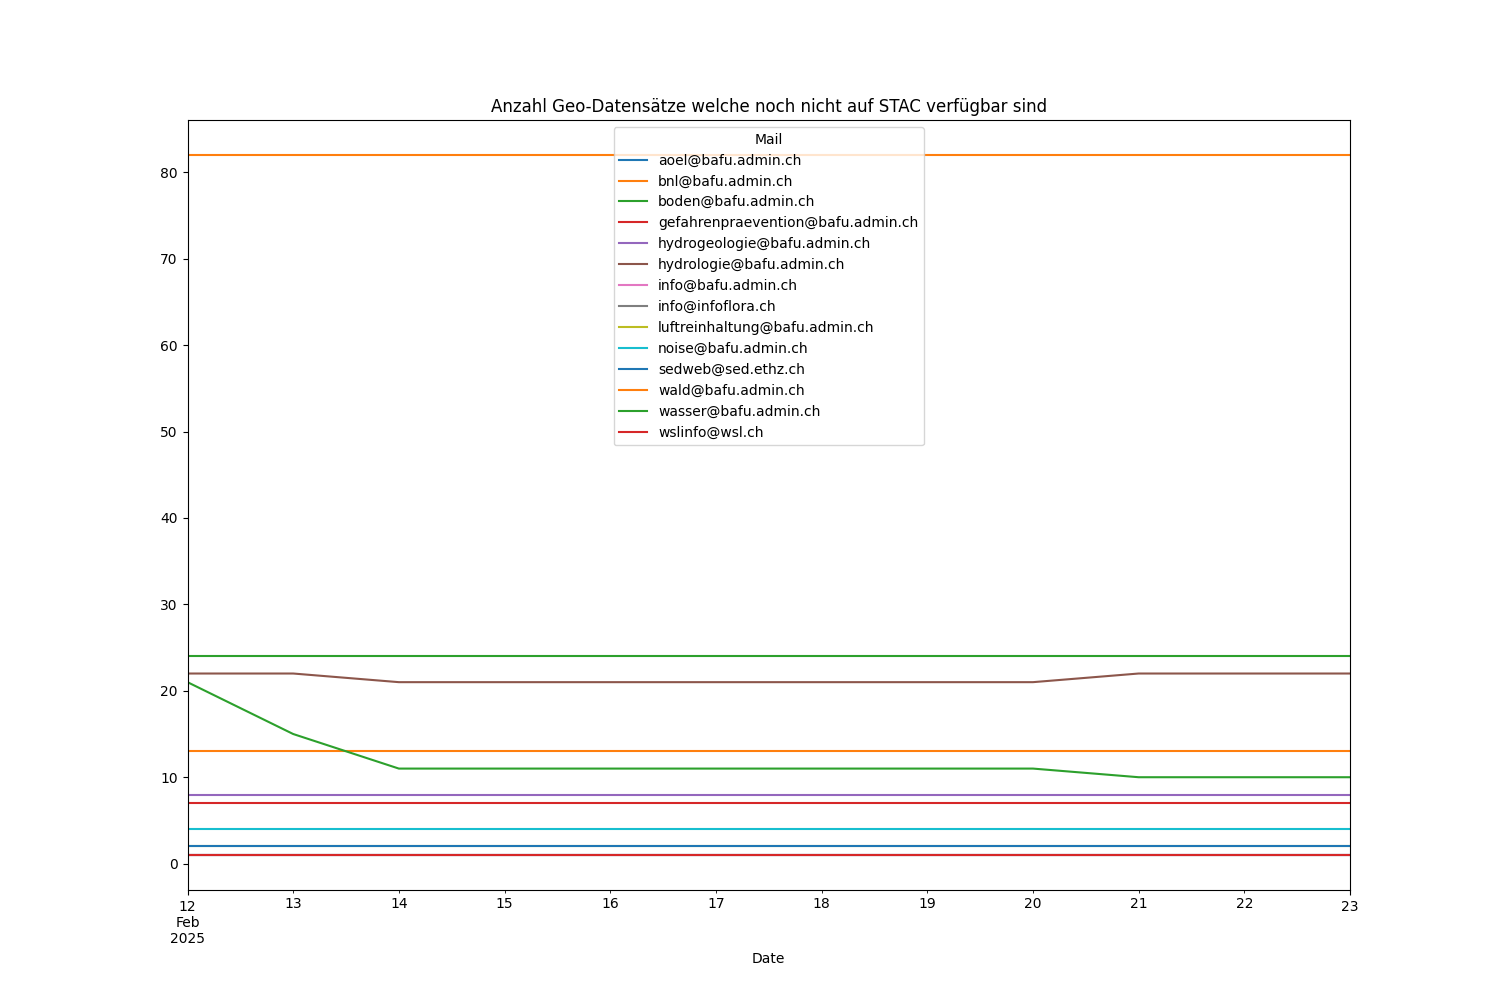 Anzahl Geo-Datensätze welche noch nicht auf STAC verfügbar sind
Mail
aoel@bafu.admin.ch
bnl@bafu.admin.ch
boden@bafu.admin.ch
gefahrenpraevention@bafu.admin.ch
hydrogeologie@bafu.admin.ch
hydrologie@bafu.admin.ch
info@bafu.admin.ch
info@infoflora.ch
luftreinhaltung@bafu.admin.ch
noise@bafu.admin.ch
sedweb@sed.ethz.ch
wald@bafu.admin.ch
wasser@bafu.admin.ch
wslinfo@wsl.ch
80
70
60
50
40
30
20
10
0
12 13 14 15 16 17 18 19 20 21 22 23
Feb
2025
Date